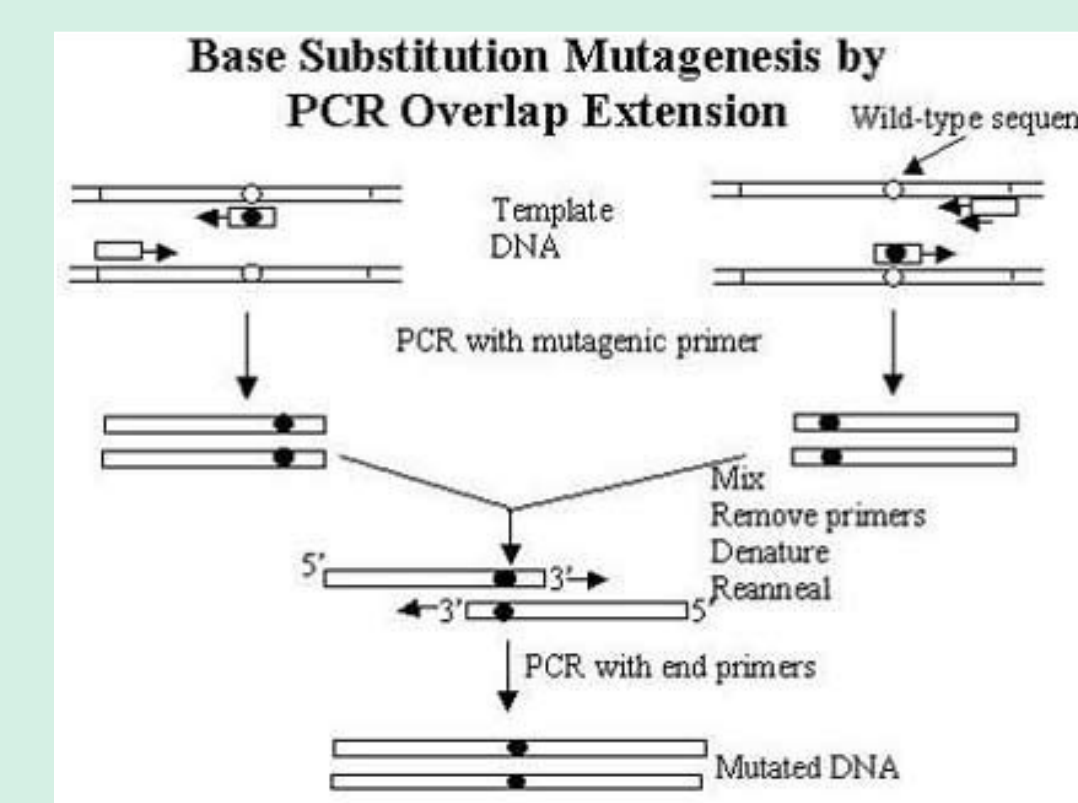 Base Substitution Mutagenesis by
PCR Overlap Extension
Wild-type sequen
Template
DNA
PCR with mutagenic primer
Mix
Remove primers
Denature
Reanneal
5' 3'
3' 5'
PCR with end primers
Mutated DNA